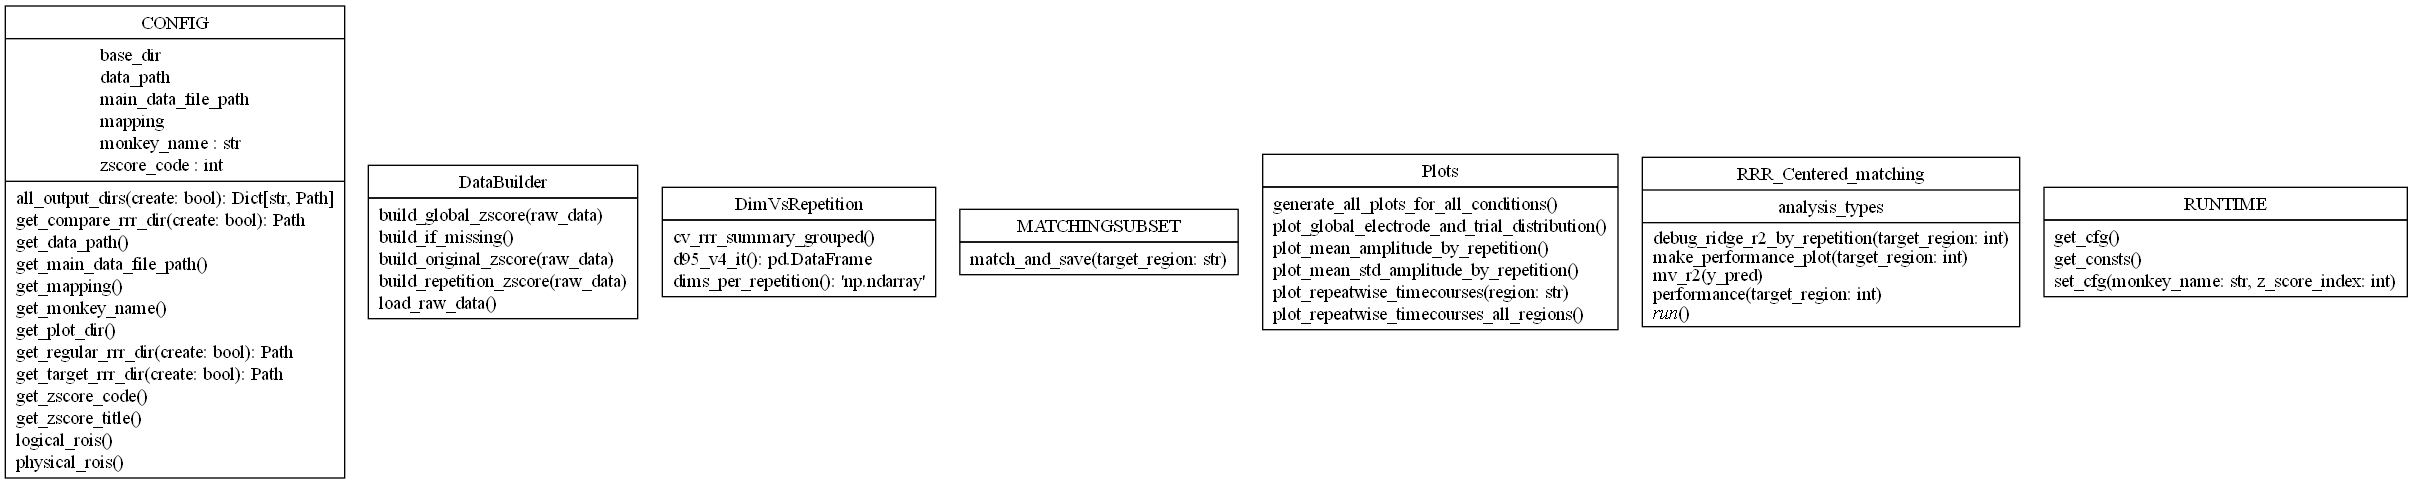 CONFIG
base_dir
data_path
main_data_file_path
mapping
monkey_name : str
zscore_code : int
all_output_dirs(create: bool): Dict[str, Path]
get_compare_rrr_dir(create: bool): Path
get_data_path()
get_main_data_file_path()
get_mapping()
get_monkey_name()
get_plot_dir()
get_regular_rrr_dir(create: bool): Path
get_target_rrr_dir(create: bool): Path
get_zscore_code()
get_zscore_title()
logical_rois()
physical_rois()
DataBuilder
build_global_zscore(raw_data)
build_if_missing()
build_original_zscore(raw_data)
build_repetition_zscore(raw_data)
load_raw_data()
DimVsRepetition
cv_rrr_summary_grouped()
d95_v4_it(): pd.DataFrame
dims_per_repetition(): 'np.ndarray'
MATCHINGSUBSET
match_and_save(target_region: str)
Plots
generate_all_plots_for_all_conditions()
plot_global_electrode_and_trial_distribution()
plot_mean_amplitude_by_repetition()
plot_mean_std_amplitude_by_repetition()
plot_repeatwise_timecourses(region: str)
plot_repeatwise_timecourses_all_regions()
RRR_Centered_matching
analysis_types
debug_ridge_r2_by_repetition(target_region: int)
make_performance_plot(target_region: int)
mv_r2(y_pred)
performance(target_region: int)
run()
RUNTIME
get_cfg()
get_consts()
set_cfg(monkey_name: str, z_score_index: int)